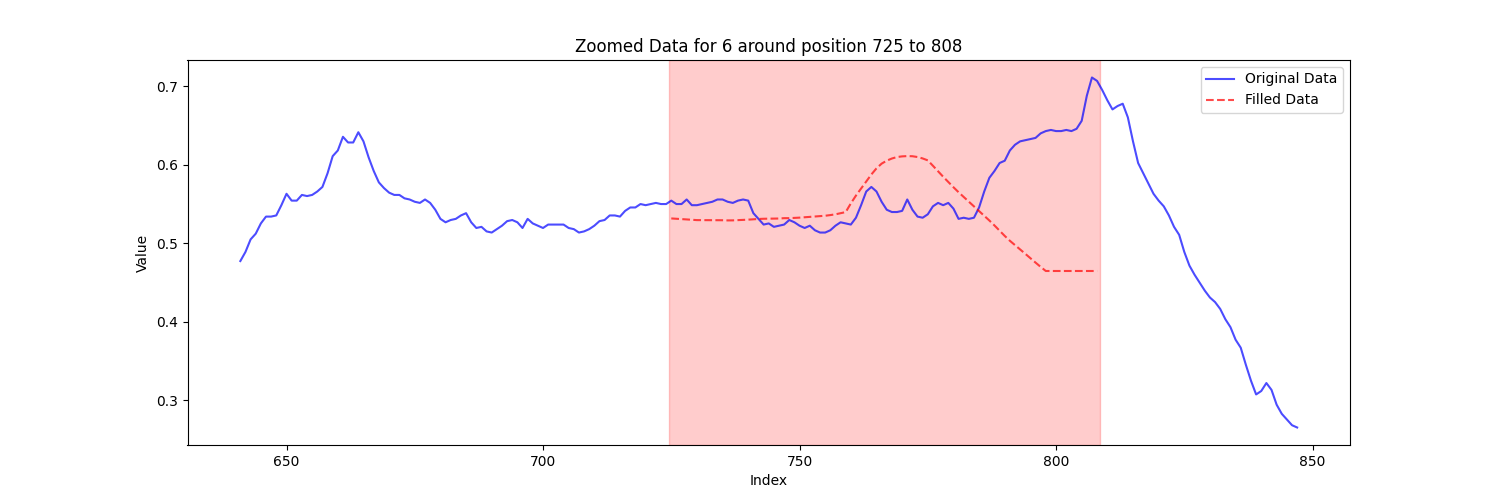 Zoomed Data for 6 around position 725 to 808
Original Data
Filled Data
Value
0.7
0.6
0.5
0.4
0.3
650
700
750
800
850
Index